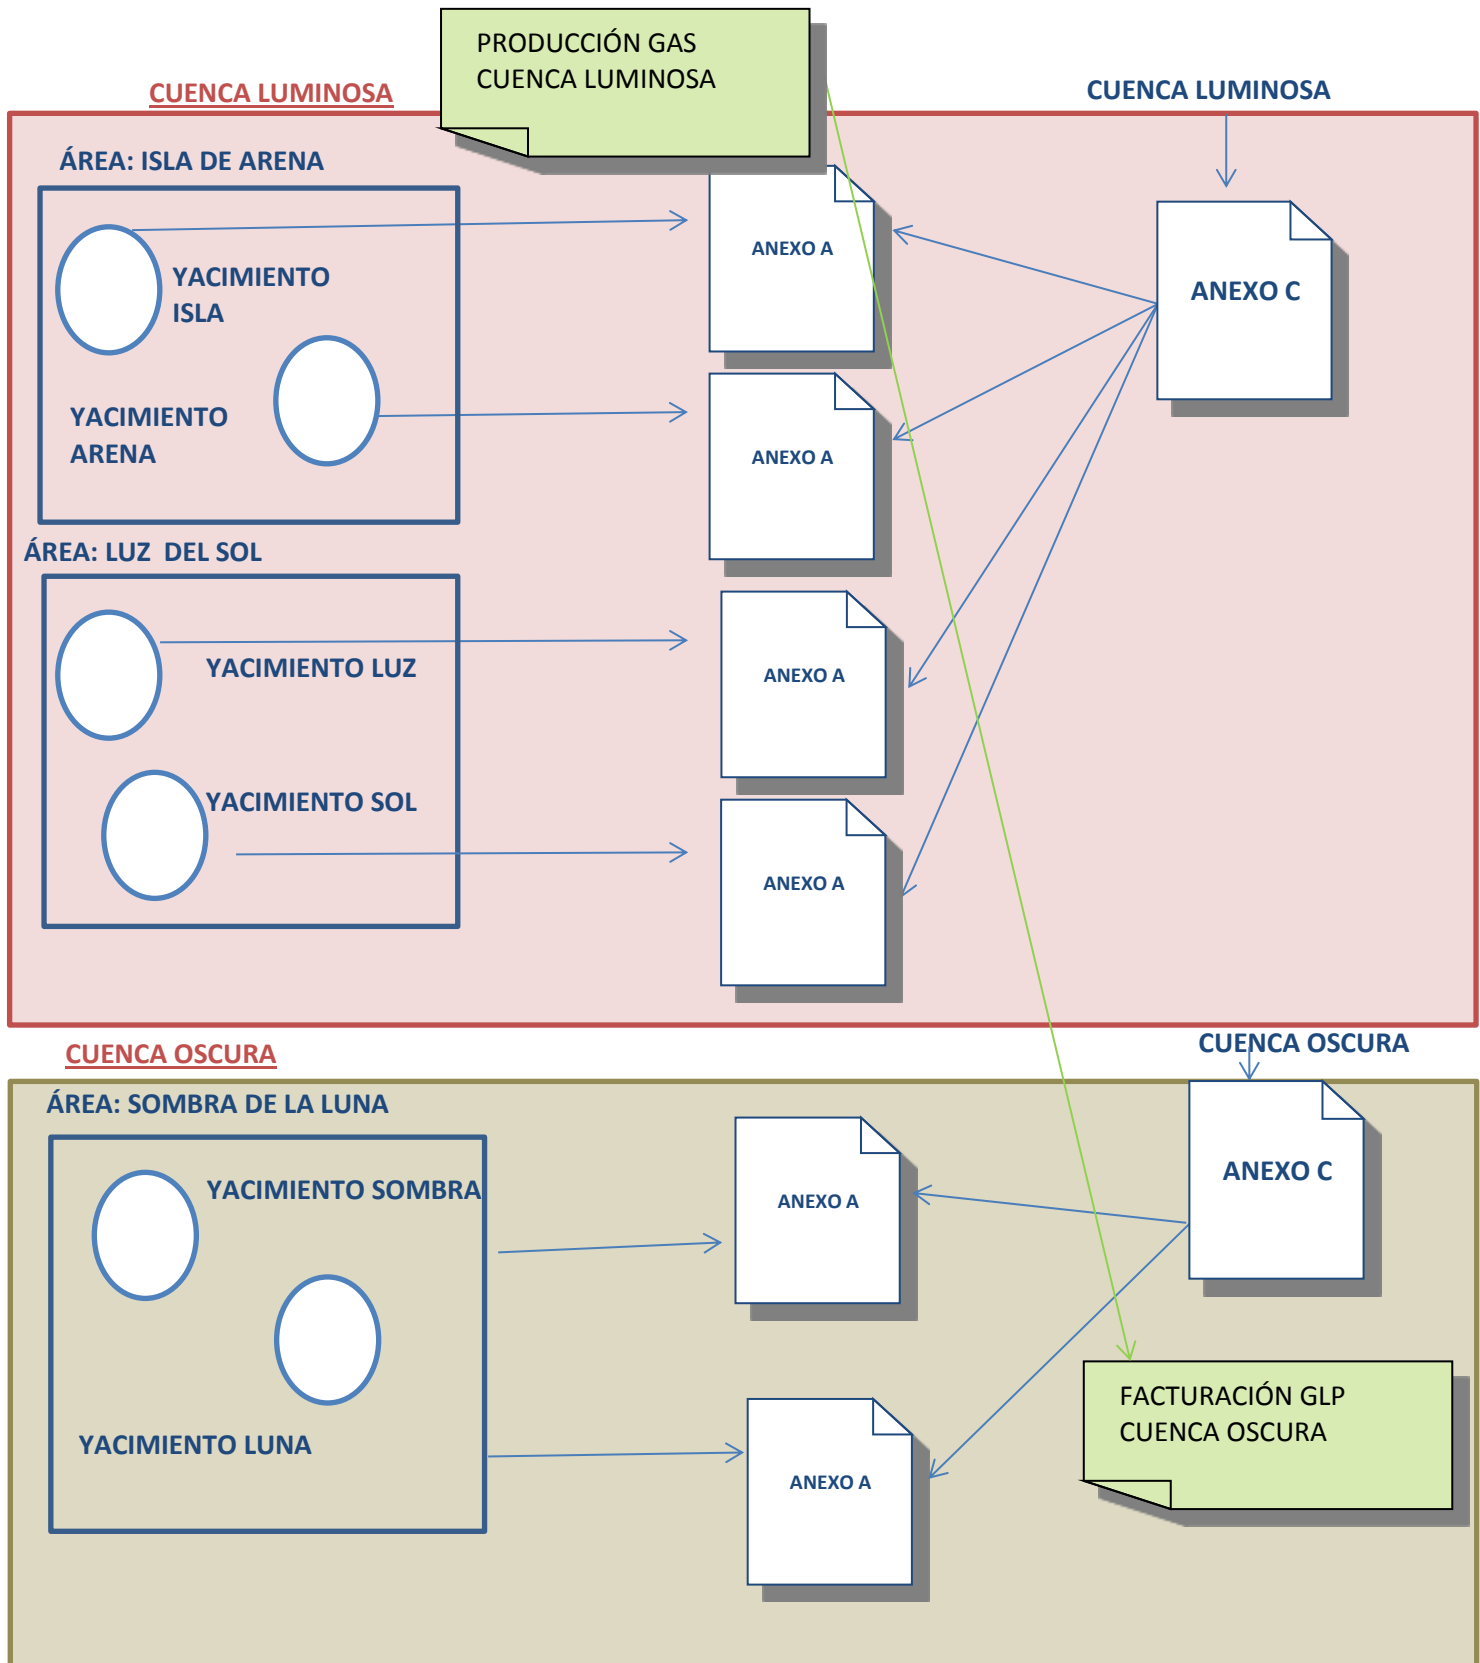 PRODUCCIÓN GAS
CUENCA LUMINOSA
CUENCA LUMINOSA
CUENCA LUMINOSA
ÁREA: ISLA DE ARENA
YACIMIENTO
ISLA
YACIMIENTO
ARENA
ANEXO A
ANEXO C
ANEXO A
ÁREA: LUZ  DEL SOL
YACIMIENTO LUZ
ANEXO A
YACIMIENTO SOL
ANEXO A
CUENCA OSCURA
CUENCA OSCURA
ÁREA: SOMBRA DE LA LUNA
YACIMIENTO SOMBRA
ANEXO A
ANEXO C
YACIMIENTO LUNA
ANEXO A
FACTURACIÓN GLP
CUENCA OSCURA